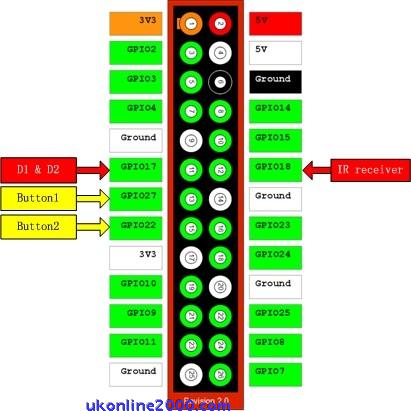 3V3 1 2 5V
GPIO2 3 4 5V
GPIO3 5 6 Ground
GPIO4 7 8 GPIO14
Ground 9 10 GPIO15
D1 & D2 GPIO17 11 12 GPIO18 IR receiver
Button1 GPIO27 13 14 Ground
Button2 GPIO22 15 16 GPIO23
3V3 17 18 GPIO24
GPIO10 19 20 Ground
GPIO9 21 22 GPIO25
GPIO11 23 24 GPIO8
Ground 25 26 GPIO7
Revision 2.0
ukonline2000.com